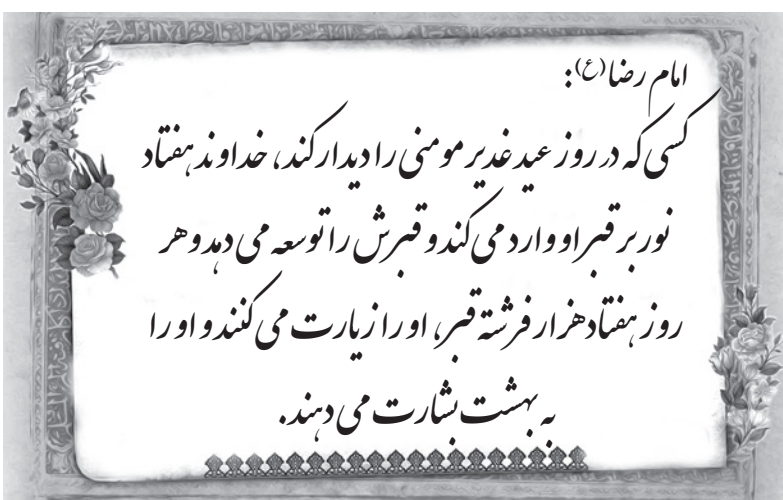 امام رضا(ع):
کسی که در روز عید غدیر مومنی را دیدار کند، خداوند هفتاد
نور بر قبر او وارد می کند و قبرش را توسعه می دهد و هر
روز هفتاد هزار فرشته قبر، او را زیارت می کنند و او را
به بهشت بشارت می دهند.